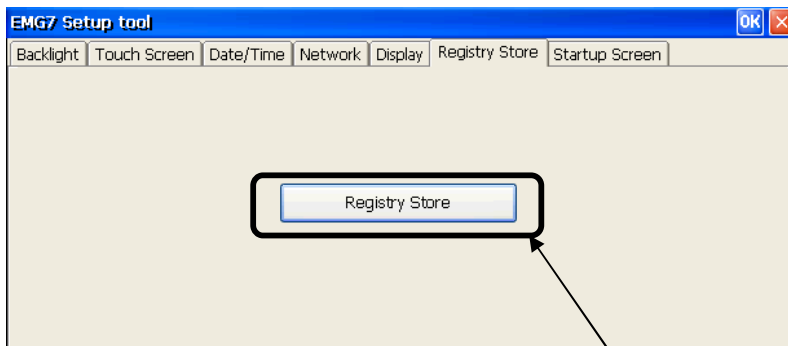 EMG7 Setup tool OK
Backlight Touch Screen Date/Time Network Display Registry Store Startup Screen
Registry Store